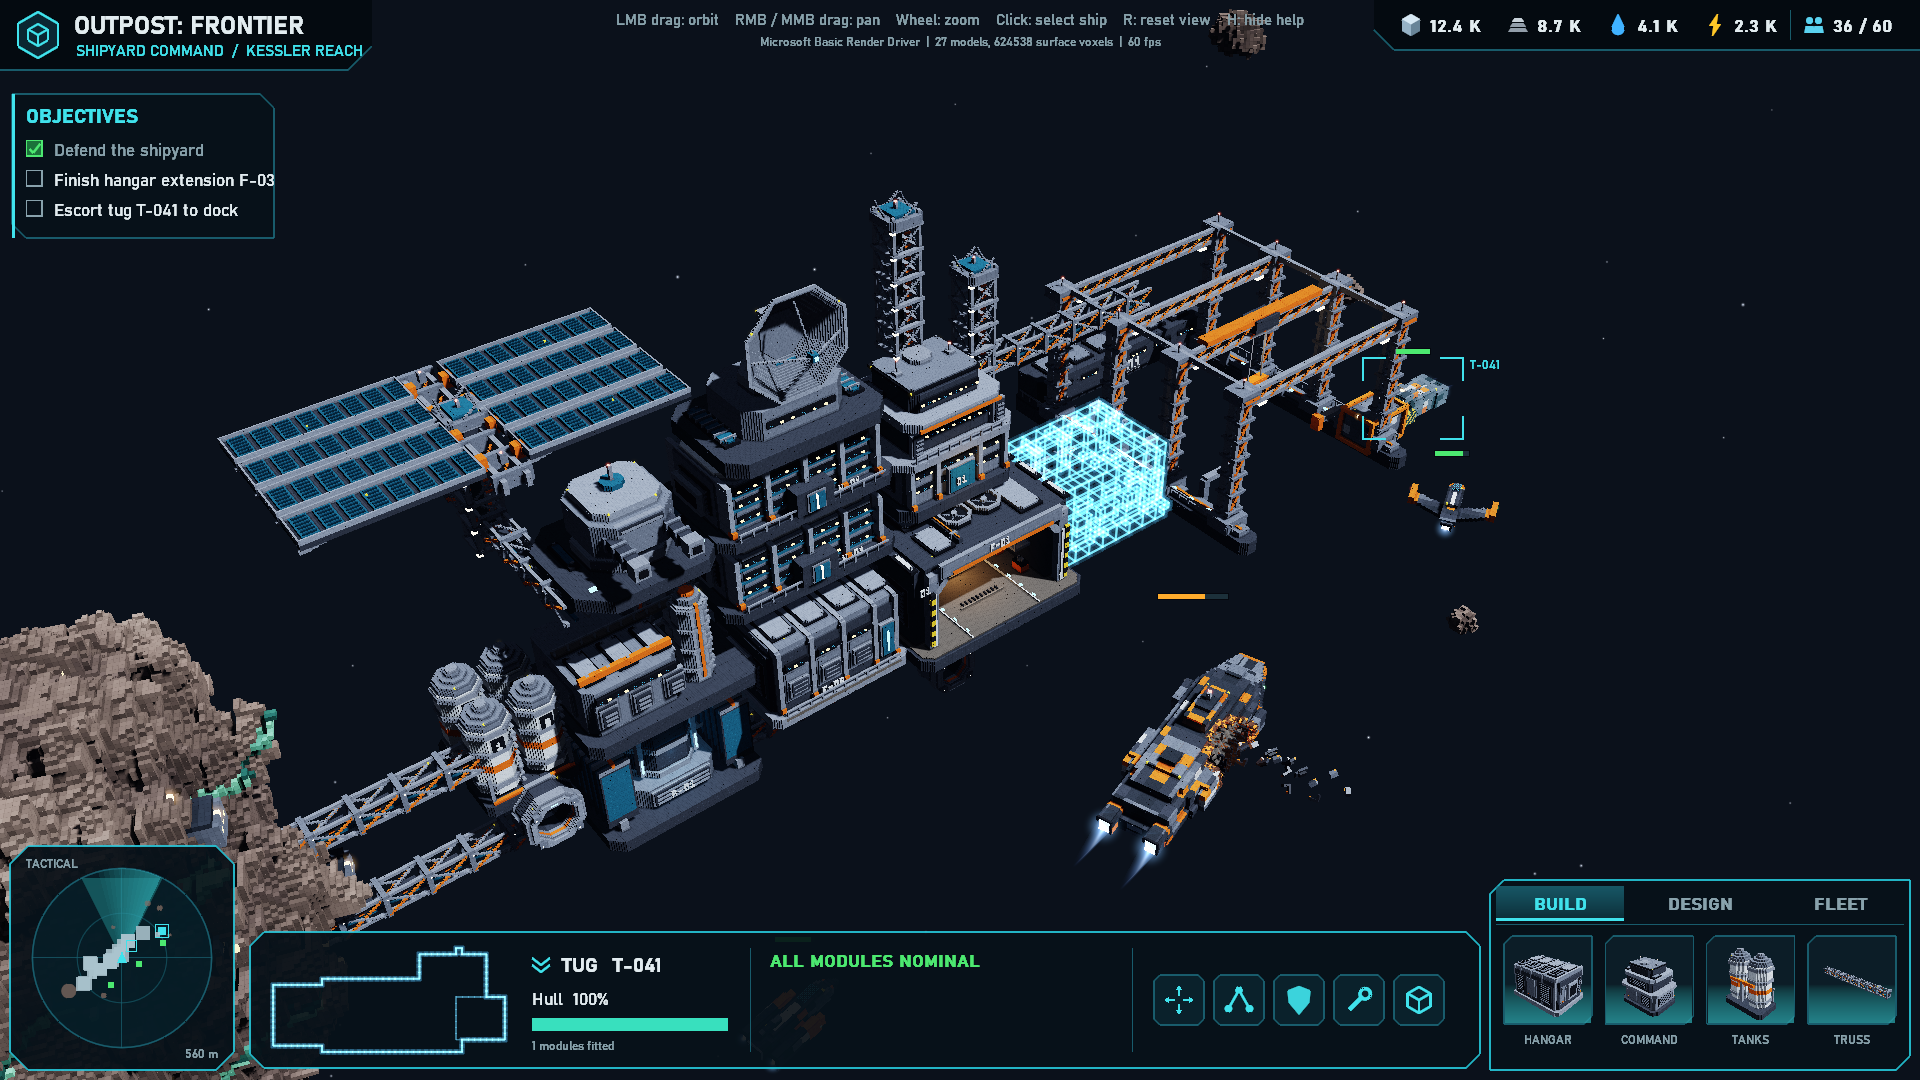 OUTPOST: FRONTIER
SHIPYARD COMMAND / KESSLER REACH
LMB drag: orbit RMB / MMB drag: pan Wheel: zoom Click: select ship R: reset view H: hide help
Microsoft Basic Render Driver | 27 models, 624538 surface voxels | 60 fps
12.4 K 8.7 K 4.1 K 2.3 K 36 / 60
OBJECTIVES
Defend the shipyard
Finish hangar extension F-03
Escort tug T-041 to dock
T-041
F-03
TACTICAL
560 m
TUG T-041
Hull 100%
1 modules fitted
ALL MODULES NOMINAL
BUILD DESIGN FLEET
HANGAR COMMAND TANKS TRUSS